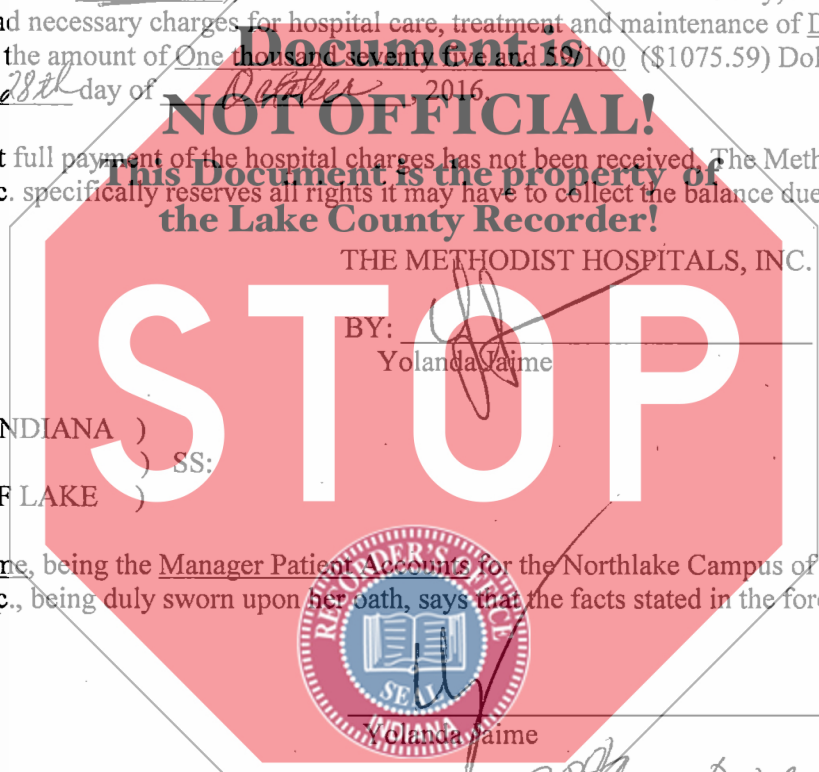 ad necessary charges for hospital care, treatment and maintenance of D
Document is
the amount of One thousand seventy five and 59/100 ($1075.59) Dol
28th day of October, 2016.
NOT OFFICIAL!
t full payment of the hospital charges has not been received. The Meth
This Document is the property of
c. specifically reserves all rights it may have to collect the balance due
the Lake County Recorder!
THE METHODIST HOSPITALS, INC.
STOP
BY:
Yolanda Jaime
NDIANA )
) SS:
F LAKE )
me, being the Manager Patient Accounts for the Northlake Campus of
c., being duly sworn upon her oath, says that the facts stated in the fore
RECORDER'S OFFICE
SEAL
INDIANA
Yolanda Jaime